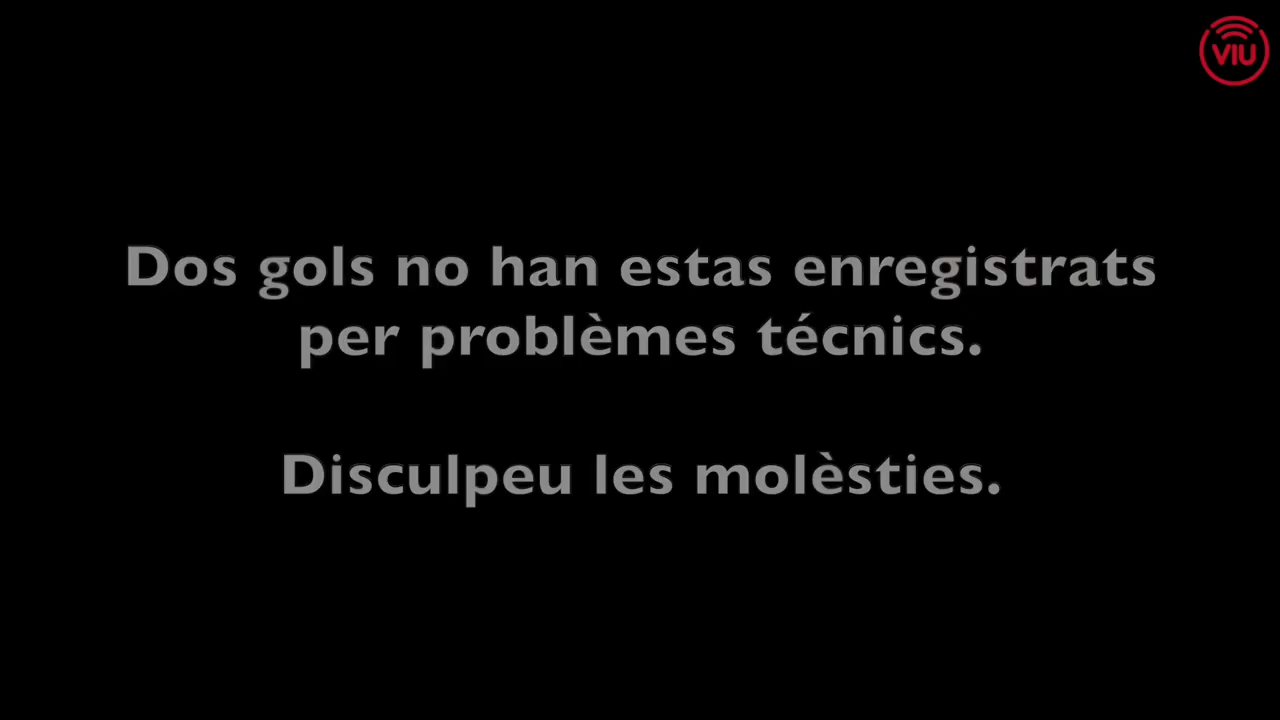 VIU
Dos gols no han estas enregistrats
per problèmes técnics.
Disculpeu les molèsties.